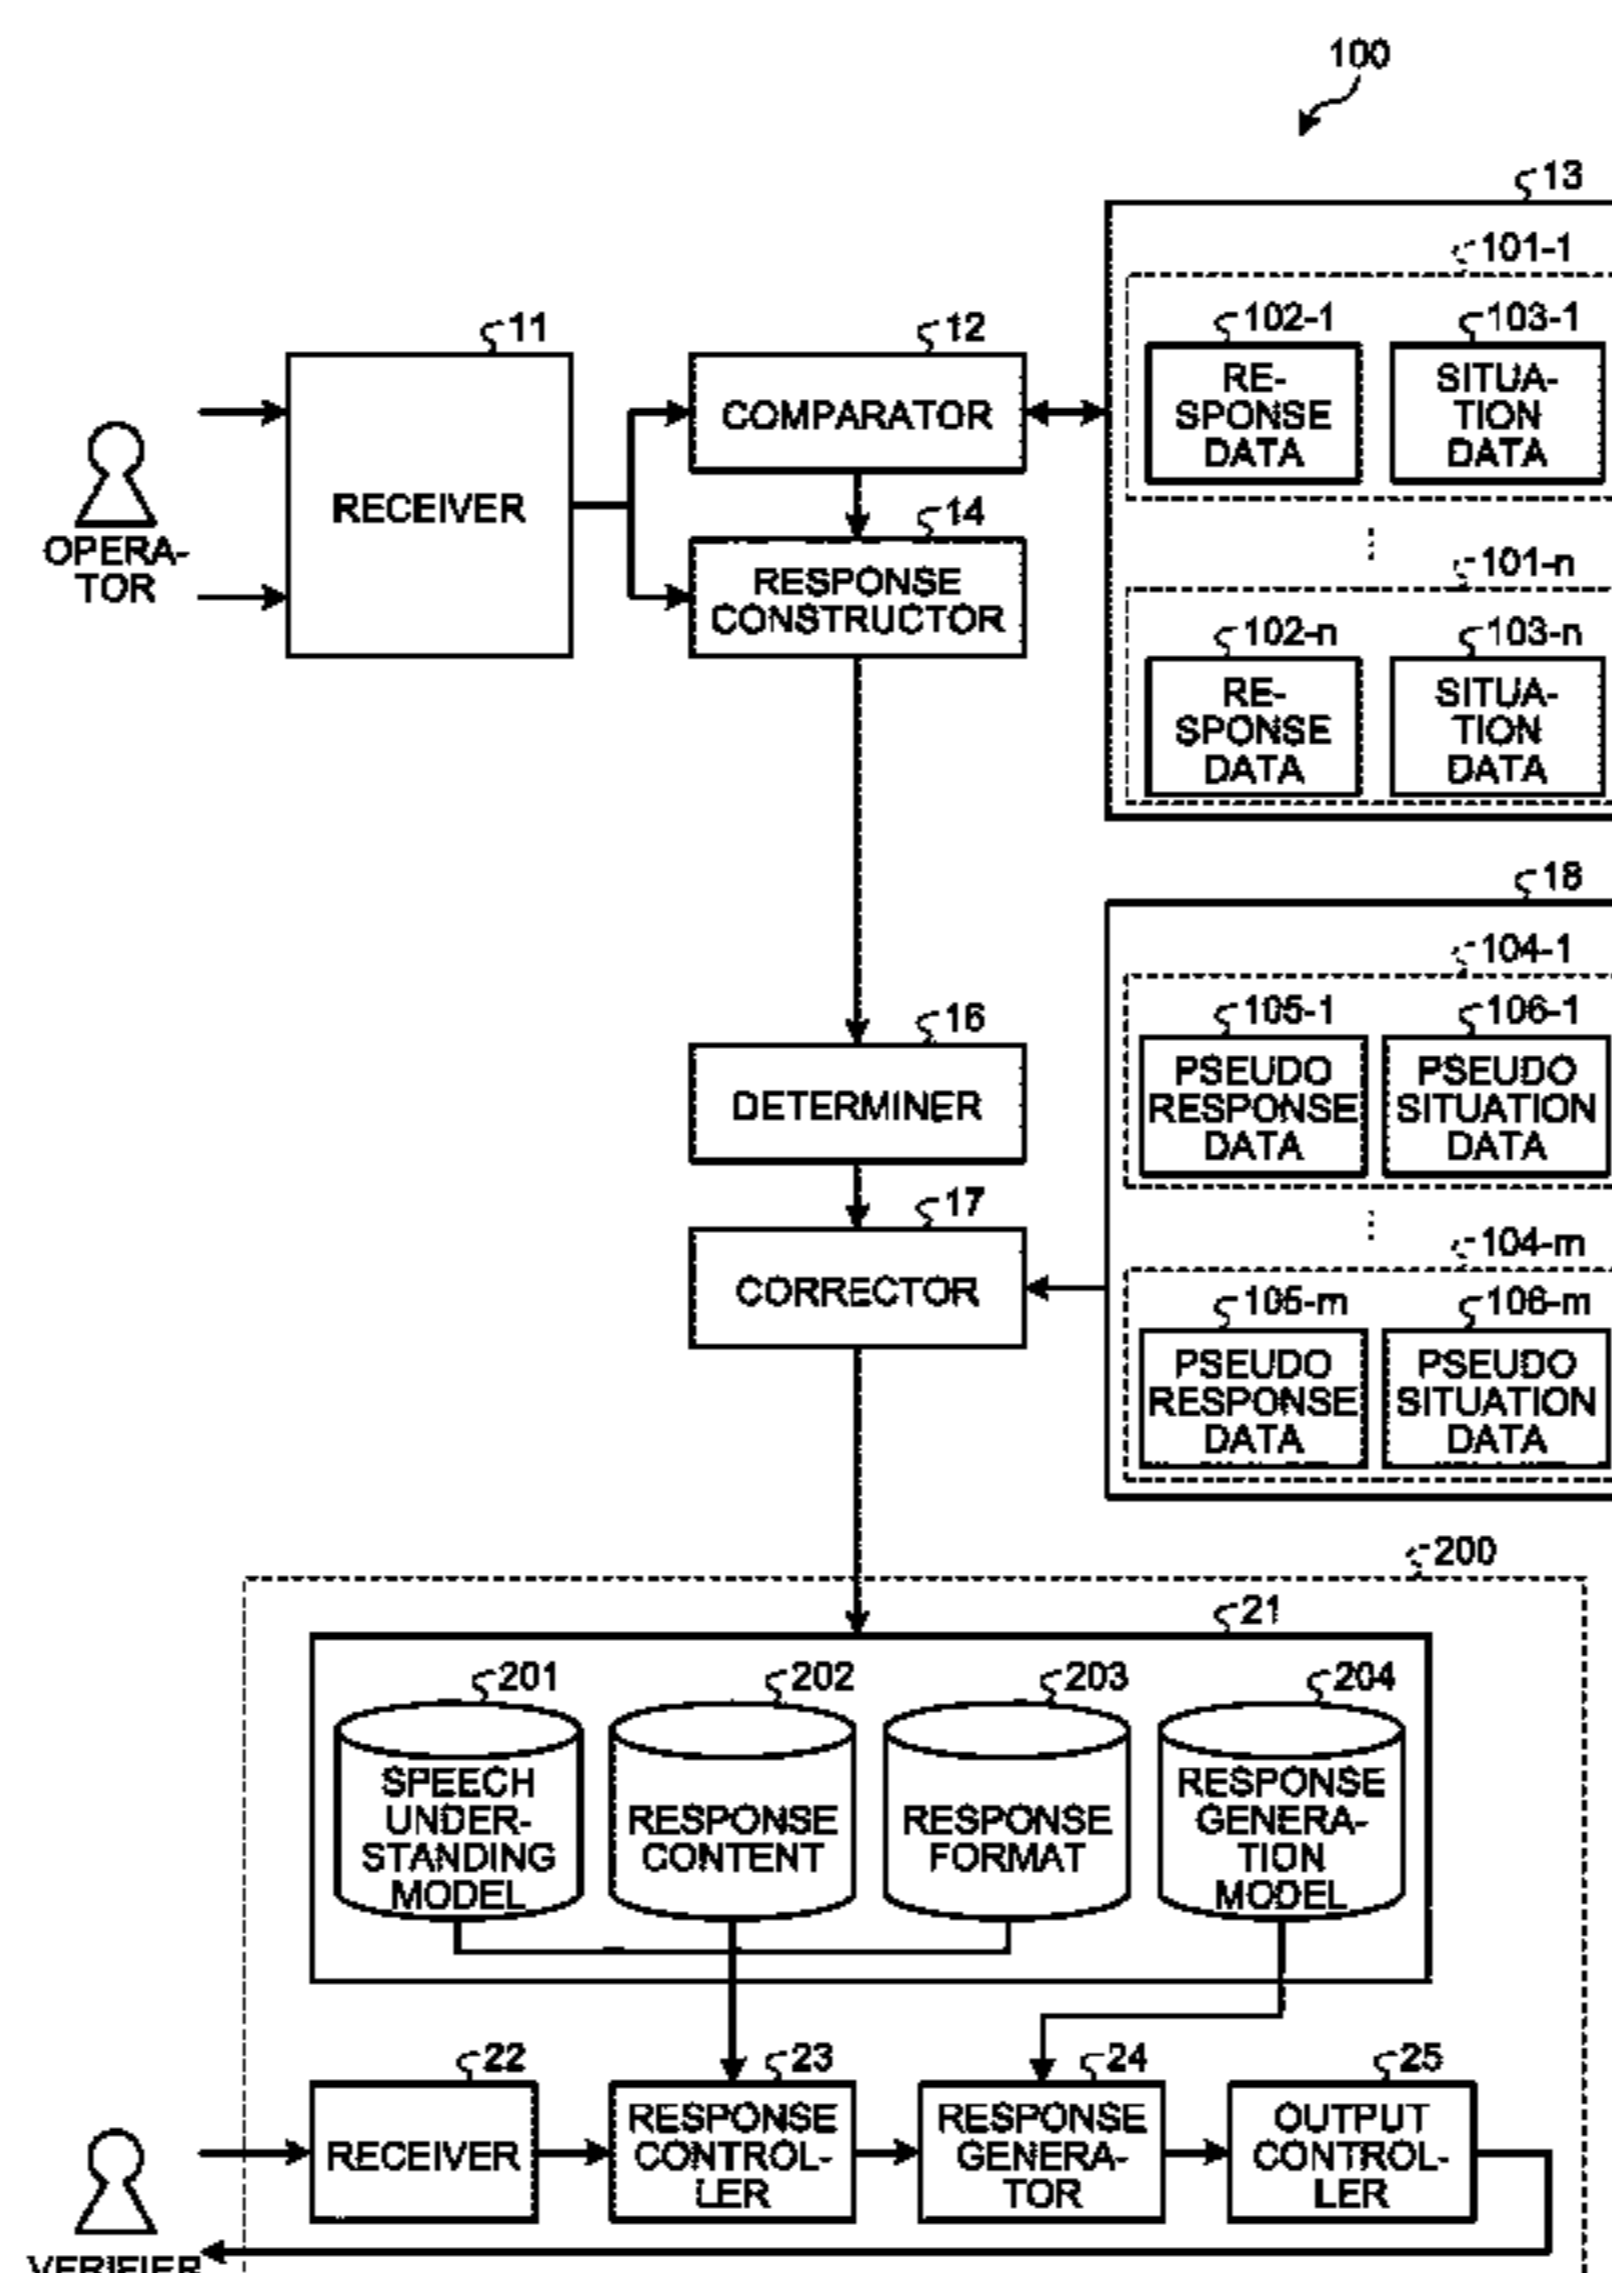 100
13
101-1
11
12
102-1
103-1
RE-
SPONSE
DATA
SITUA-
TION
DATA
COMPARATOR
RECEIVER
OPERA-
TOR
14
RESPONSE
CONSTRUCTOR
101-n
102-n
103-n
RE-
SPONSE
DATA
SITUA-
TION
DATA
18
104-1
16
105-1
106-1
DETERMINER
PSEUDO
RESPONSE
DATA
PSEUDO
SITUATION
DATA
17
CORRECTOR
104-m
105-m
106-m
PSEUDO
RESPONSE
DATA
PSEUDO
SITUATION
DATA
200
21
201
202
203
204
SPEECH
UNDER-
STANDING
MODEL
RESPONSE
CONTENT
RESPONSE
FORMAT
RESPONSE
GENERA-
TION
MODEL
22
23
24
25
RECEIVER
RESPONSE
CONTROL-
LER
RESPONSE
GENERA-
TOR
OUTPUT
CONTROL-
LER
VERIFIER